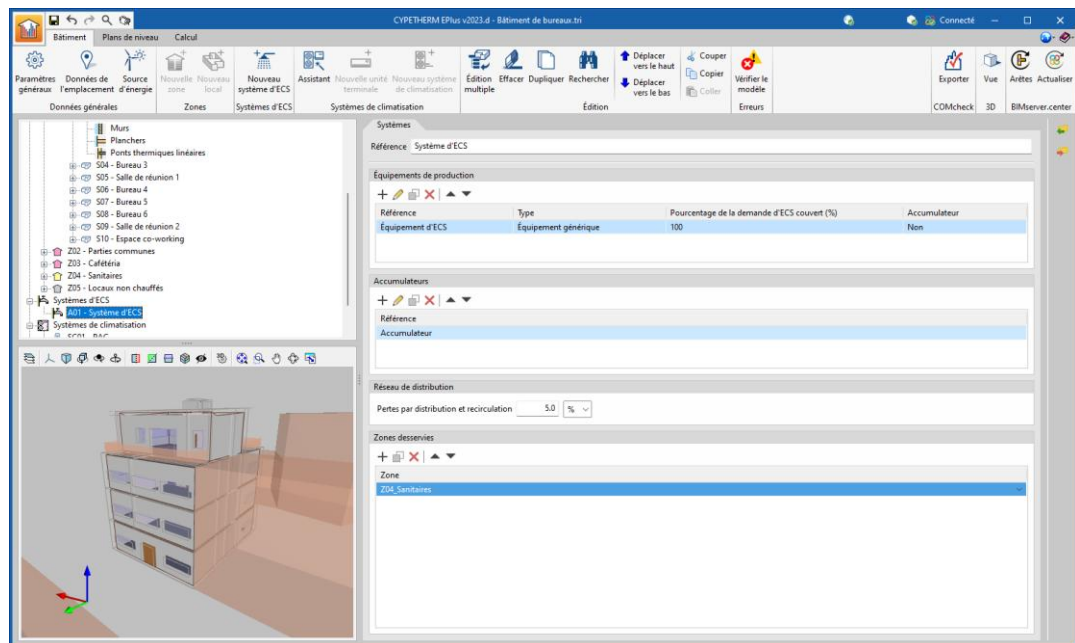 CYPETHERM EPlus v2023.d - Bâtiment de bureaux.tri
Connecté
Bâtiment Plans de niveau Calcul
Paramètres généraux
Données de l'emplacement
Source d'énergie
Données générales
Nouvelle zone
Nouveau local
Zones
Nouveau système d'ECS
Systèmes d'ECS
Assistant
Nouvelle unité terminale
Nouveau système de climatisation
Systèmes de climatisation
Édition multiple
Effacer
Dupliquer
Rechercher
Déplacer vers le haut
Déplacer vers le bas
Couper
Copier
Coller
Édition
Vérifier le modèle
Erreurs
Exporter
COMcheck
Vue
3D
Arêtes
Actualiser
BIMserver.center
Murs
Planchers
Ponts thermiques linéaires
S04 - Bureau 3
S05 - Salle de réunion 1
S06 - Bureau 4
S07 - Bureau 5
S08 - Bureau 6
S09 - Salle de réunion 2
S10 - Espace co-working
Z02 - Parties communes
Z03 - Cafétéria
Z04 - Sanitaires
Z05 - Locaux non chauffés
Systèmes d'ECS
A01 - Système d'ECS
Systèmes de climatisation
Systèmes
Référence Système d'ECS
Équipements de production
Référence Type Pourcentage de la demande d'ECS couvert (%) Accumulateur
Équipement d'ECS Équipement générique 100 Non
Accumulateurs
Référence
Accumulateur
Réseau de distribution
Pertes par distribution et recirculation 5.0 %
Zones desservies
Zone
Z04_Sanitaires